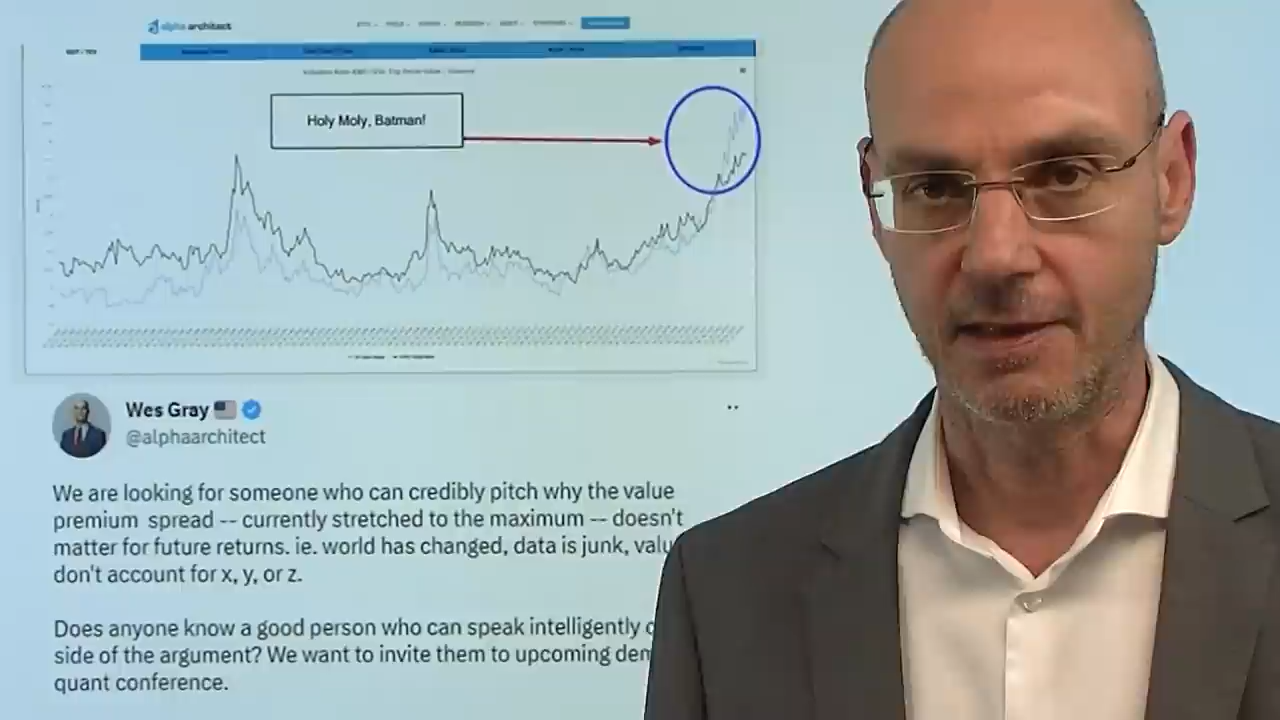 alpha architect
Holy Moly, Batman!
Wes Gray
@alphaarchitect
We are looking for someone who can credibly pitch why the value
premium spread -- currently stretched to the maximum -- doesn't
matter for future returns. ie. world has changed, data is junk, valu
don't account for x, y, or z.
Does anyone know a good person who can speak intelligently
side of the argument? We want to invite them to upcoming dem
quant conference.